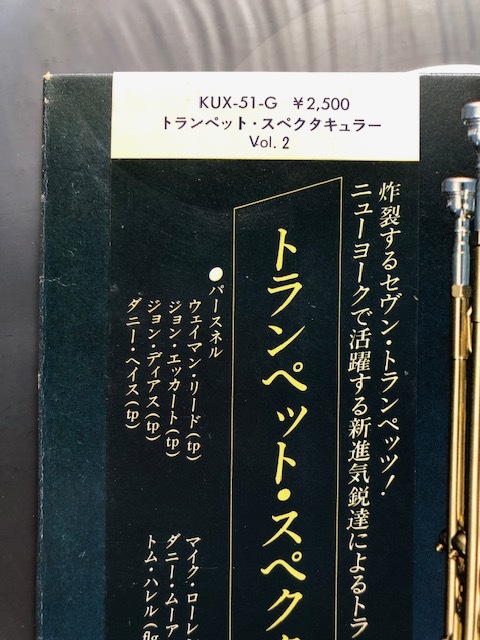 KUX-51-G ¥2,500
トランペット・スペクタキュラー
Vol. 2
炸裂するセヴン・トランペッツ!
ニューヨークで活躍する新進気鋭達によるトラ
トランペット・スペク
●パースネル
ウェイマン・リード(tp)
ジョン・エッカート(tp)
ジョン・ディアス(tp)
ダニー・ヘイス(tp)
マイク・ローレ
ダニー・ムーア
トム・ハレル(flg